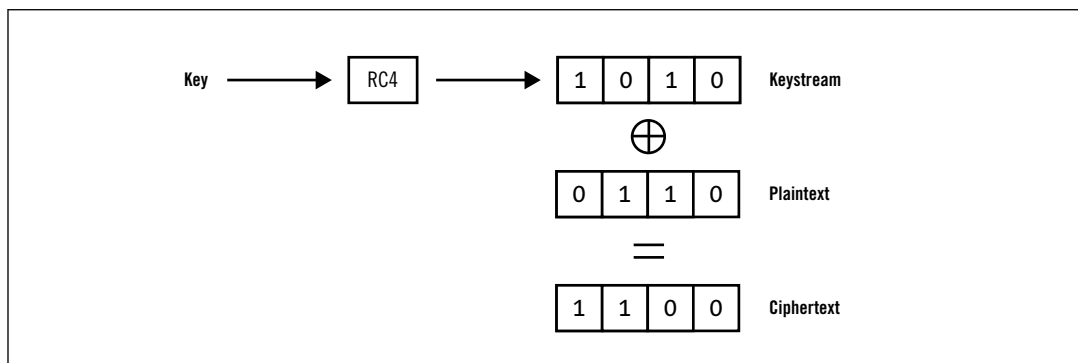 Key RC4 1 0 1 0 Keystream
0 1 1 0 Plaintext
1 1 0 0 Ciphertext